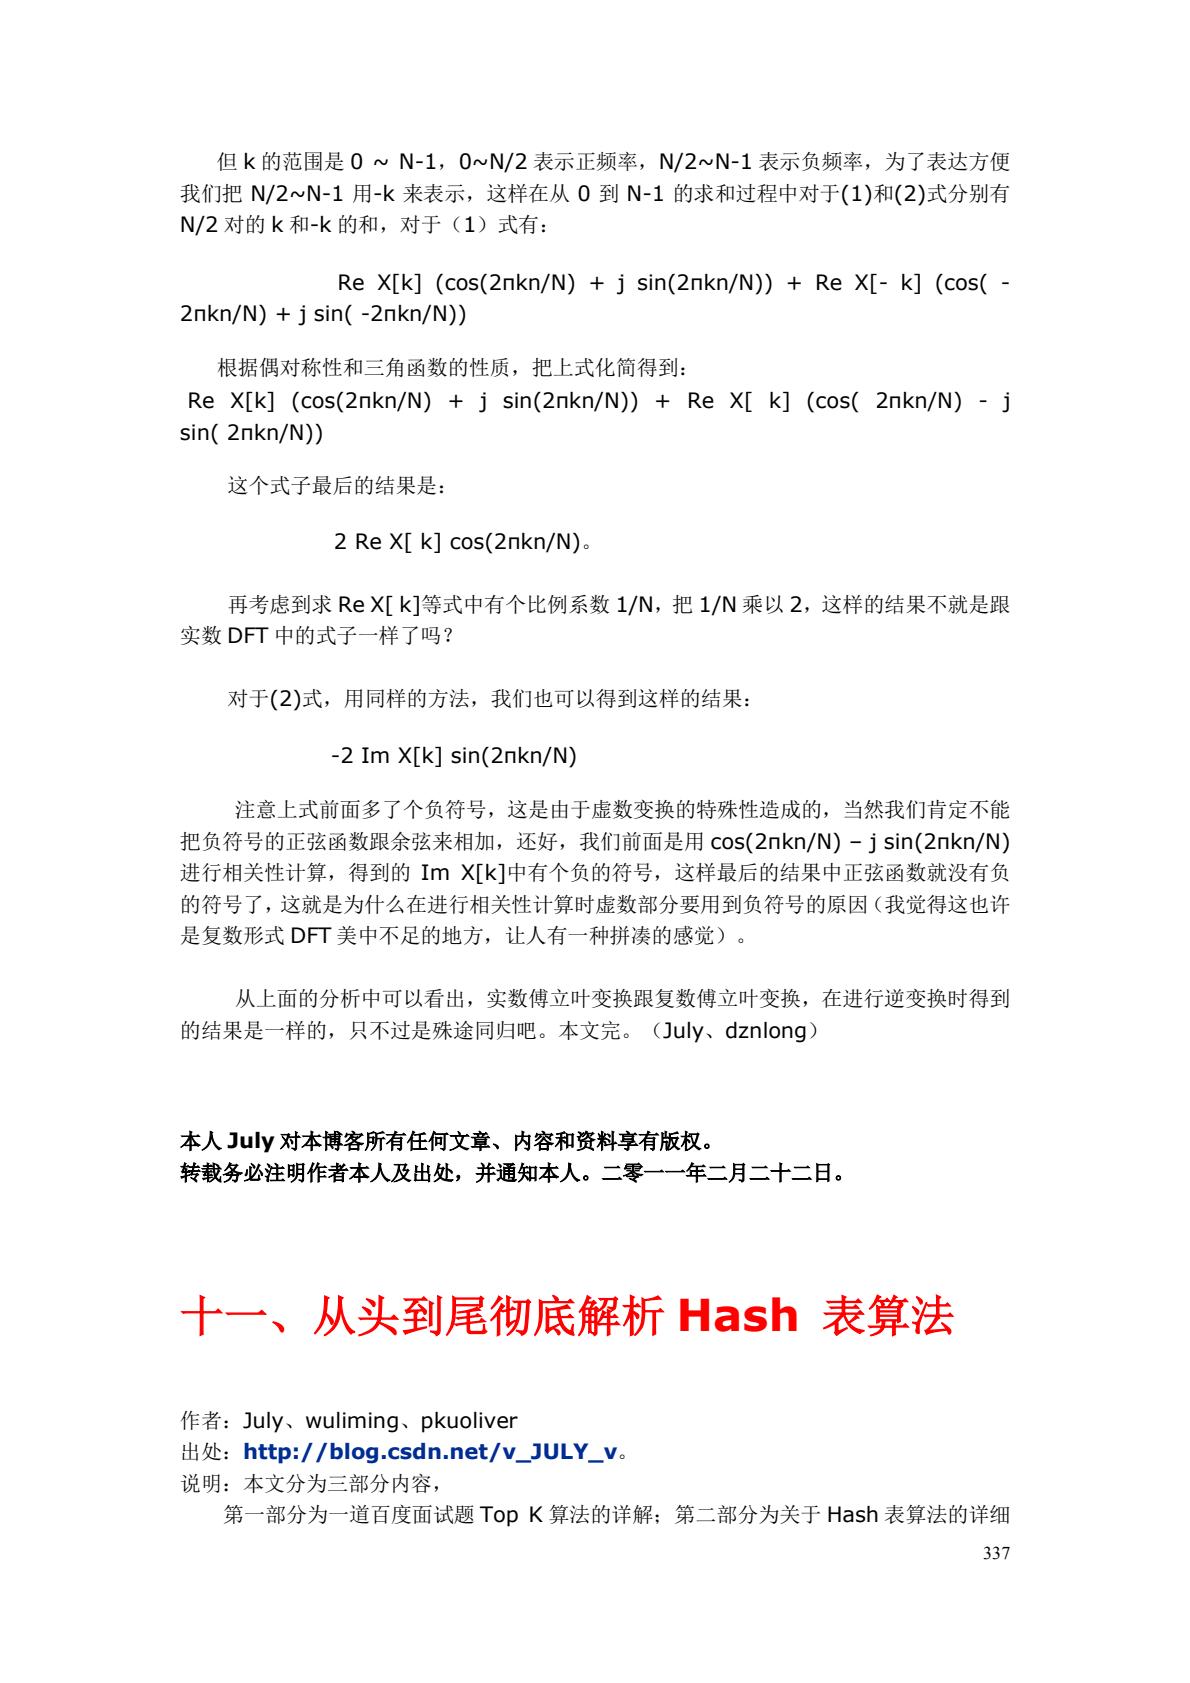 但 k 的范围是 0 ~ N-1，0~N/2 表示正频率，N/2~N-1 表示负频率，为了表达方便
我们把 N/2~N-1 用-k 来表示，这样在从 0 到 N-1 的求和过程中对于(1)和(2)式分别有
N/2 对的 k 和-k 的和，对于（1）式有：
Re X[k] (cos(2πkn/N) + j sin(2πkn/N)) + Re X[- k] (cos( -
2πkn/N) + j sin( -2πkn/N))
根据偶对称性和三角函数的性质，把上式化简得到：
Re X[k] (cos(2πkn/N) + j sin(2πkn/N)) + Re X[ k] (cos( 2πkn/N) - j
sin( 2πkn/N))
这个式子最后的结果是：
2 Re X[ k] cos(2πkn/N)。
再考虑到求 Re X[ k]等式中有个比例系数 1/N，把 1/N 乘以 2，这样的结果不就是跟
实数 DFT 中的式子一样了吗？
对于(2)式，用同样的方法，我们也可以得到这样的结果：
-2 Im X[k] sin(2πkn/N)
注意上式前面多了个负符号，这是由于虚数变换的特殊性造成的，当然我们肯定不能
把负符号的正弦函数跟余弦来相加，还好，我们前面是用 cos(2πkn/N) – j sin(2πkn/N)
进行相关性计算，得到的 Im X[k]中有个负的符号，这样最后的结果中正弦函数就没有负
的符号了，这就是为什么在进行相关性计算时虚数部分要用到负符号的原因（我觉得这也许
是复数形式 DFT 美中不足的地方，让人有一种拼凑的感觉）。
从上面的分析中可以看出，实数傅立叶变换跟复数傅立叶变换，在进行逆变换时得到
的结果是一样的，只不过是殊途同归吧。本文完。（July、dznlong）
本人 July 对本博客所有任何文章、内容和资料享有版权。
转载务必注明作者本人及出处，并通知本人。二零一一年二月二十二日。
十一、从头到尾彻底解析 Hash 表算法
作者：July、wuliming、pkuoliver
出处：http://blog.csdn.net/v_JULY_v。
说明：本文分为三部分内容，
第一部分为一道百度面试题 Top K 算法的详解；第二部分为关于 Hash 表算法的详细
337